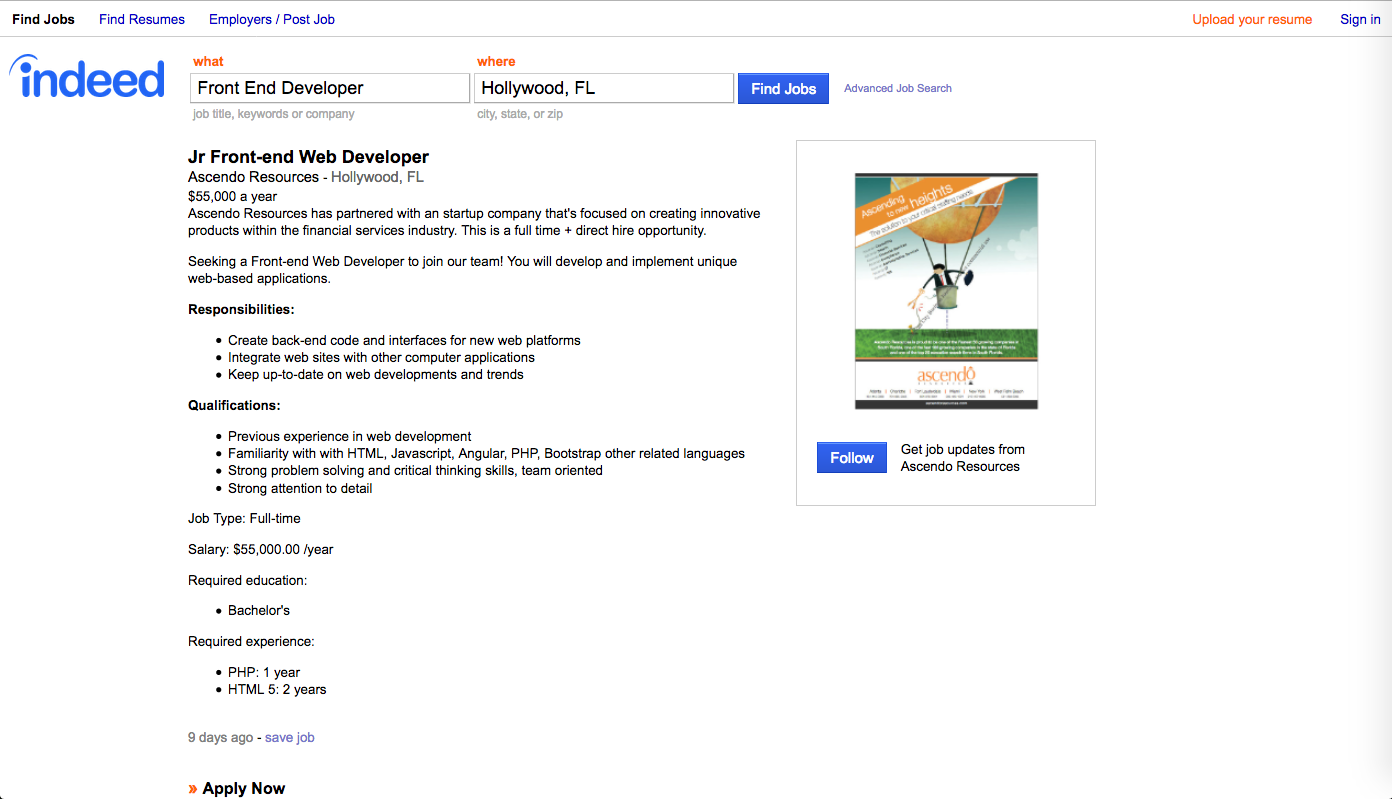 Find Jobs Find Resumes Employers / Post Job Upload your resume Sign in
indeed
what where
Front End Developer Hollywood, FL Find Jobs Advanced Job Search
job title, keywords or company city, state, or zip
Jr Front-end Web Developer
Ascendo Resources - Hollywood, FL
$55,000 a year
Ascendo Resources has partnered with an startup company that's focused on creating innovative
products within the financial services industry. This is a full time + direct hire opportunity.
Seeking a Front-end Web Developer to join our team! You will develop and implement unique
web-based applications.
Responsibilities:
• Create back-end code and interfaces for new web platforms
• Integrate web sites with other computer applications
• Keep up-to-date on web developments and trends
Qualifications:
• Previous experience in web development
• Familiarity with with HTML, Javascript, Angular, PHP, Bootstrap other related languages
• Strong problem solving and critical thinking skills, team oriented
• Strong attention to detail
Job Type: Full-time
Salary: $55,000.00 /year
Required education:
• Bachelor's
Required experience:
• PHP: 1 year
• HTML 5: 2 years
9 days ago - save job
» Apply Now
Ascending
to new heights
The solution to your critical staffing needs
ascendo
RESOURCES
Follow
Get job updates from
Ascendo Resources